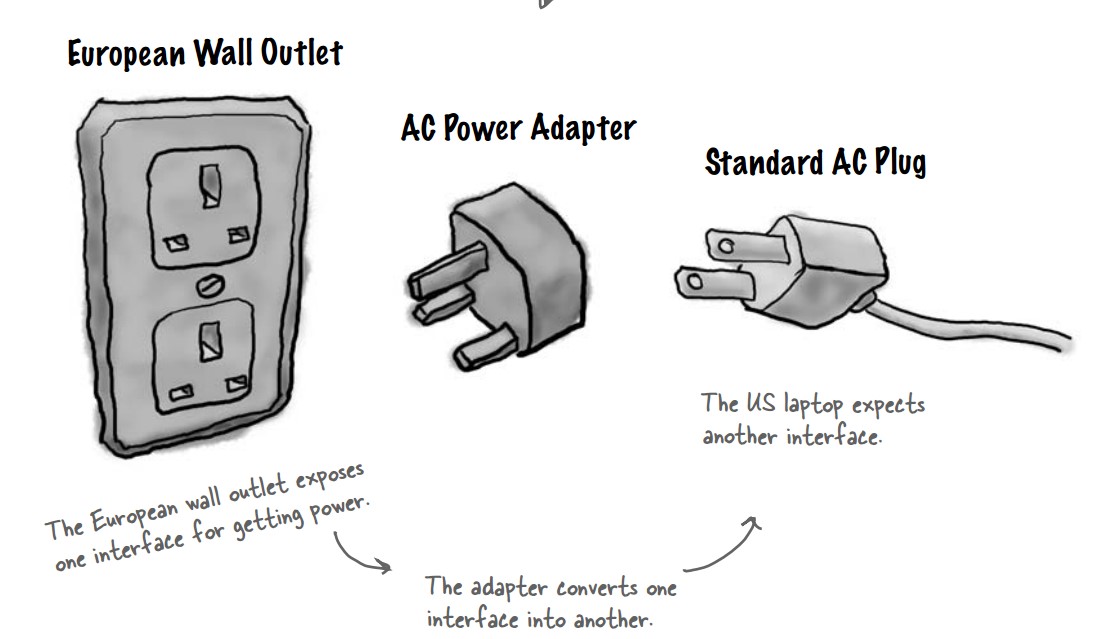 European Wall Outlet
AC Power Adapter
Standard AC Plug
The US laptop expects
another interface.
The European wall outlet exposes
one interface for getting power.
The adapter converts one
interface into another.